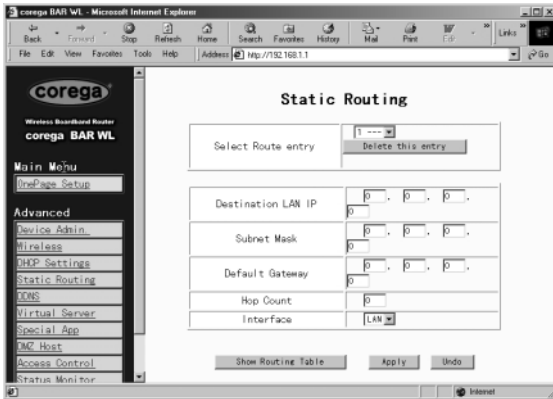 corega BAR WL - Microsoft Internet Explorer
Back Forward Stop Refresh Home Search Favorites History Mail Print Edit » Links »
File Edit View Favorites Tools Help Address http://192.168.1.1 Go
corega
Wireless Boardband Router
corega BAR WL
Main Menu
OnePage Setup
Advanced
Device Admin.
Wireless
DHCP Settings
Static Routing
DDNS
Virtual Server
Special App
DMZ Host
Access Control
Status Monitor
Static Routing
Select Route entry 1 ---
Delete this entry
Destination LAN IP 0 . 0 . 0 .
0
Subnet Mask 0 . 0 . 0 .
0
Default Gateway 0 . 0 . 0 .
0
Hop Count 0
Interface LAN
Show Routing Table Apply Undo
Internet